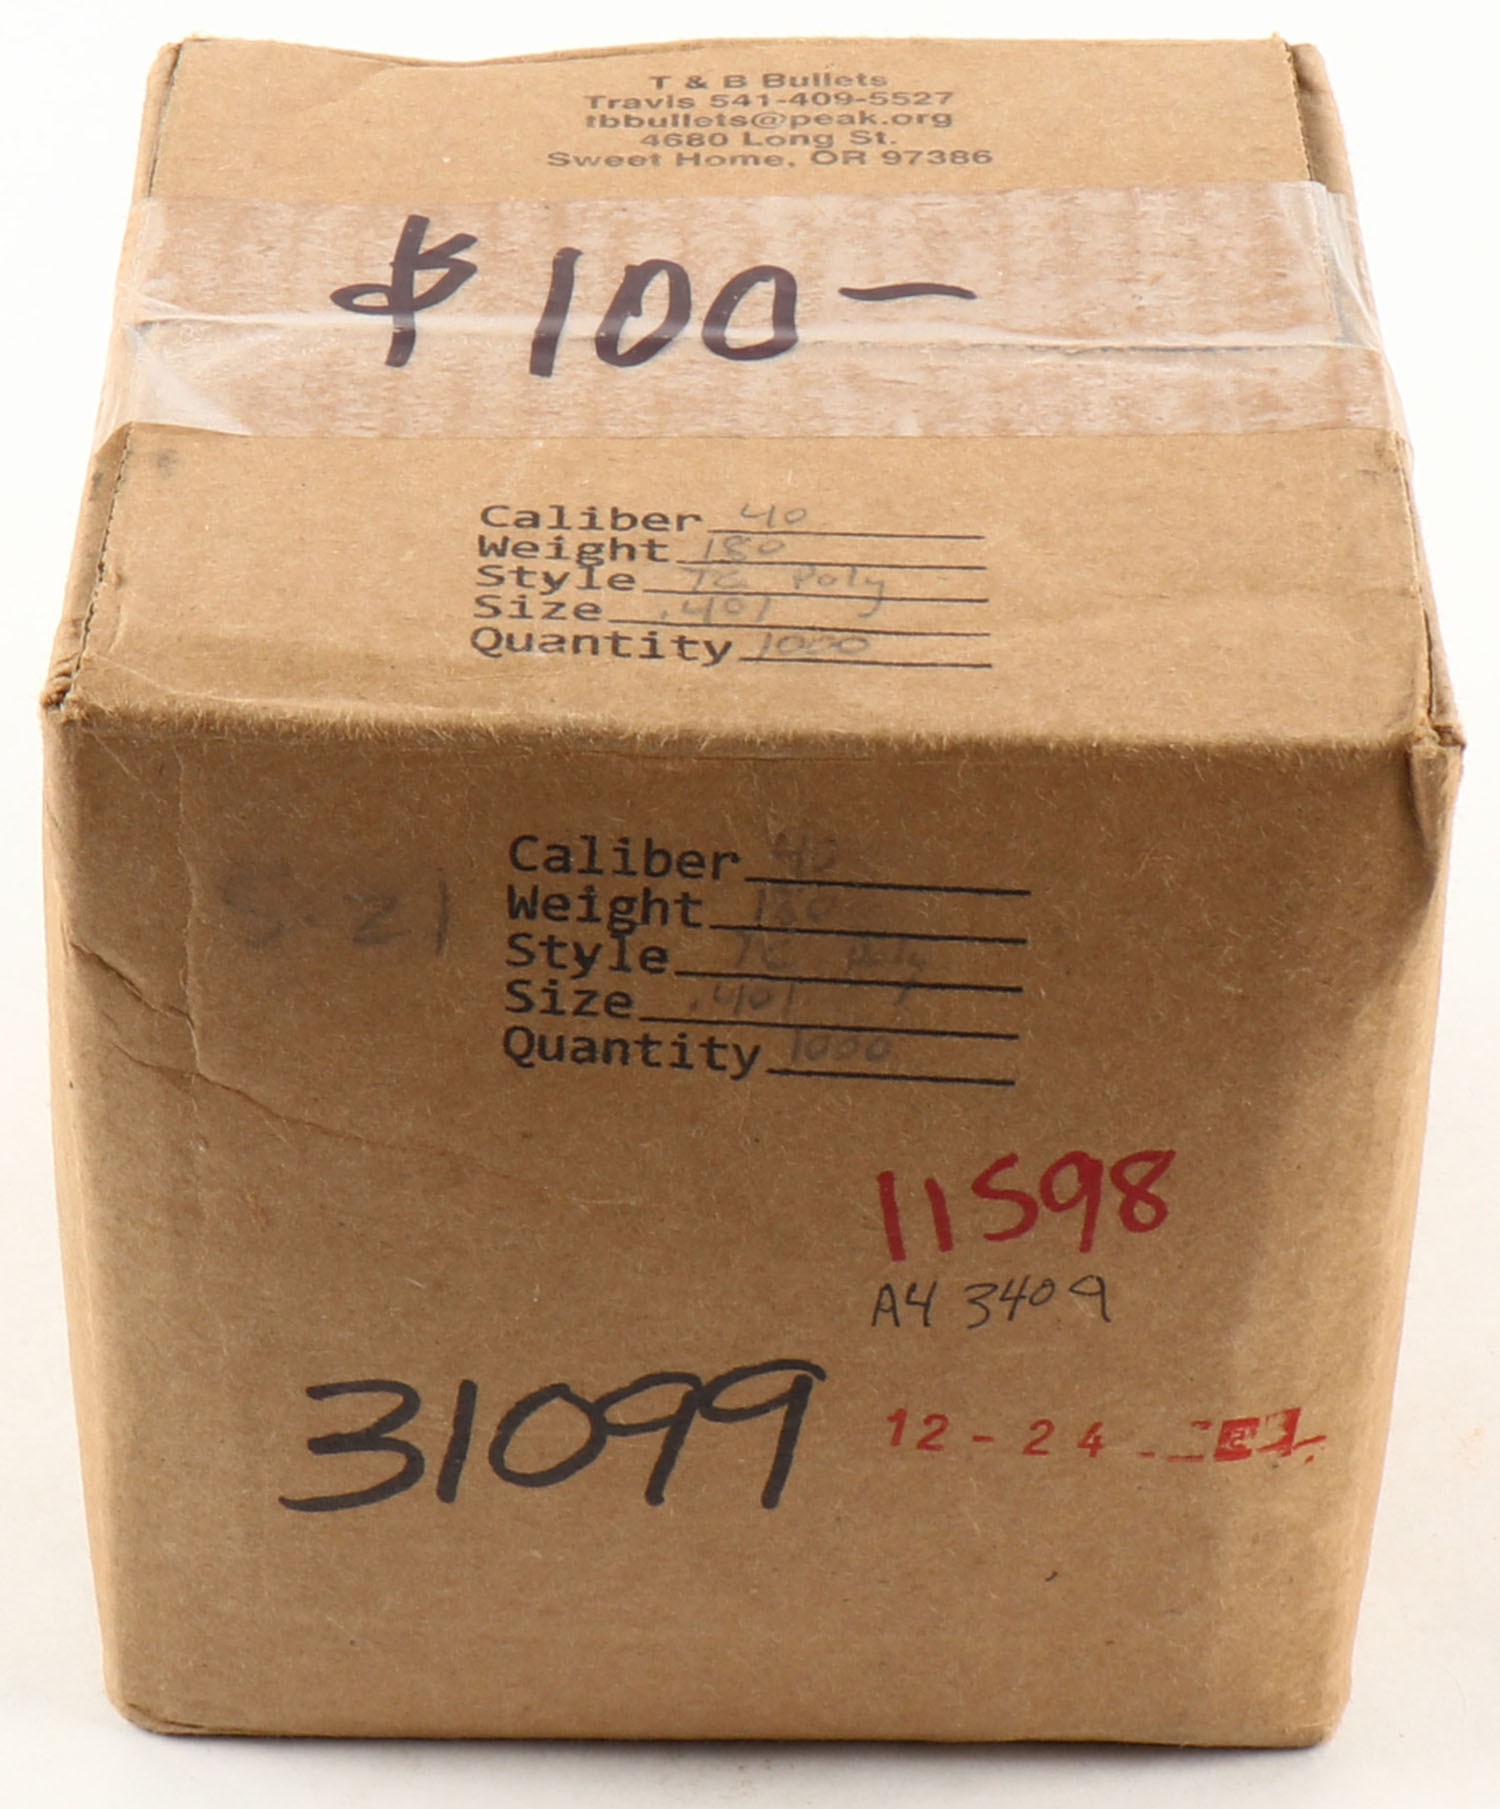 T & B Bullets
Travis 541-409-5527
tbbullets@peak.org
4680 Long St.
Sweet Home, OR 97386
$100-
Caliber 40
Weight 180
Style TC Poly
Size .401
Quantity 1000
Caliber 40
Weight 180
Style TC Poly
Size .401
Quantity 1000
S-21
11598
A4 3409
31099
12-24